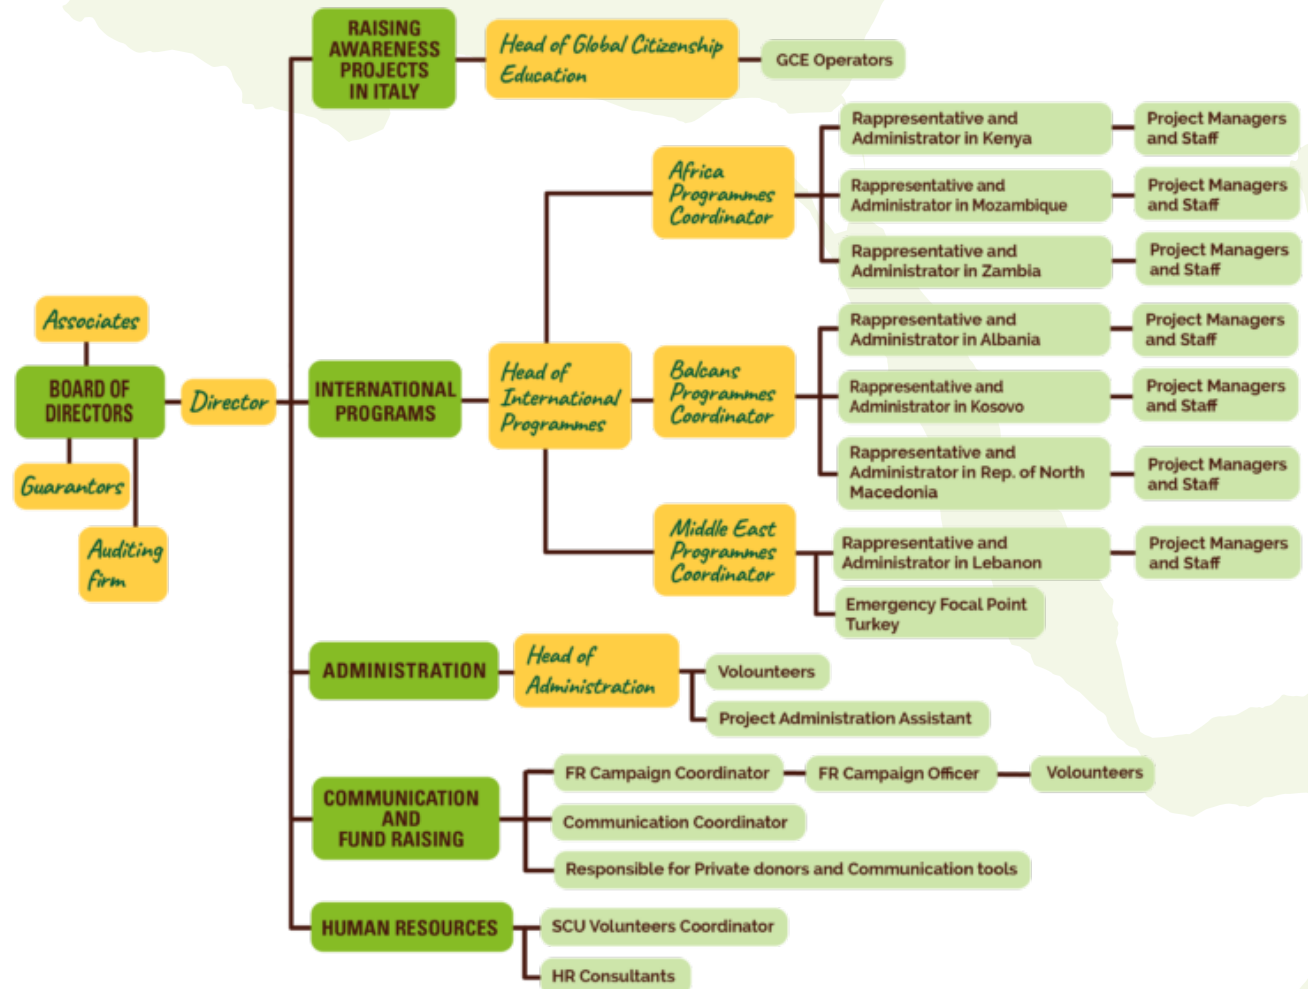 RAISING
AWARENESS
PROJECTS
IN ITALY
Head of Global Citizenship
Education
GCE Operators
Africa
Programmes
Coordinator
Rappresentative and
Administrator in Kenya
Project Managers
and Staff
Rappresentative and
Administrator in Mozambique
Project Managers
and Staff
Rappresentative and
Administrator in Zambia
Project Managers
and Staff
Associates
BOARD OF
DIRECTORS
Director
Guarantors
Auditing
firm
INTERNATIONAL
PROGRAMS
Head of
International
Programmes
Balcans
Programmes
Coordinator
Rappresentative and
Administrator in Albania
Project Managers
and Staff
Rappresentative and
Administrator in Kosovo
Project Managers
and Staff
Rappresentative and
Administrator in Rep. of North
Macedonia
Project Managers
and Staff
Middle East
Programmes
Coordinator
Rappresentative and
Administrator in Lebanon
Project Managers
and Staff
Emergency Focal Point
Turkey
ADMINISTRATION
Head of
Administration
Volounteers
Project Administration Assistant
COMMUNICATION
AND
FUND RAISING
FR Campaign Coordinator
FR Campaign Officer
Volounteers
Communication Coordinator
Responsible for Private donors and Communication tools
HUMAN RESOURCES
SCU Volunteers Coordinator
HR Consultants